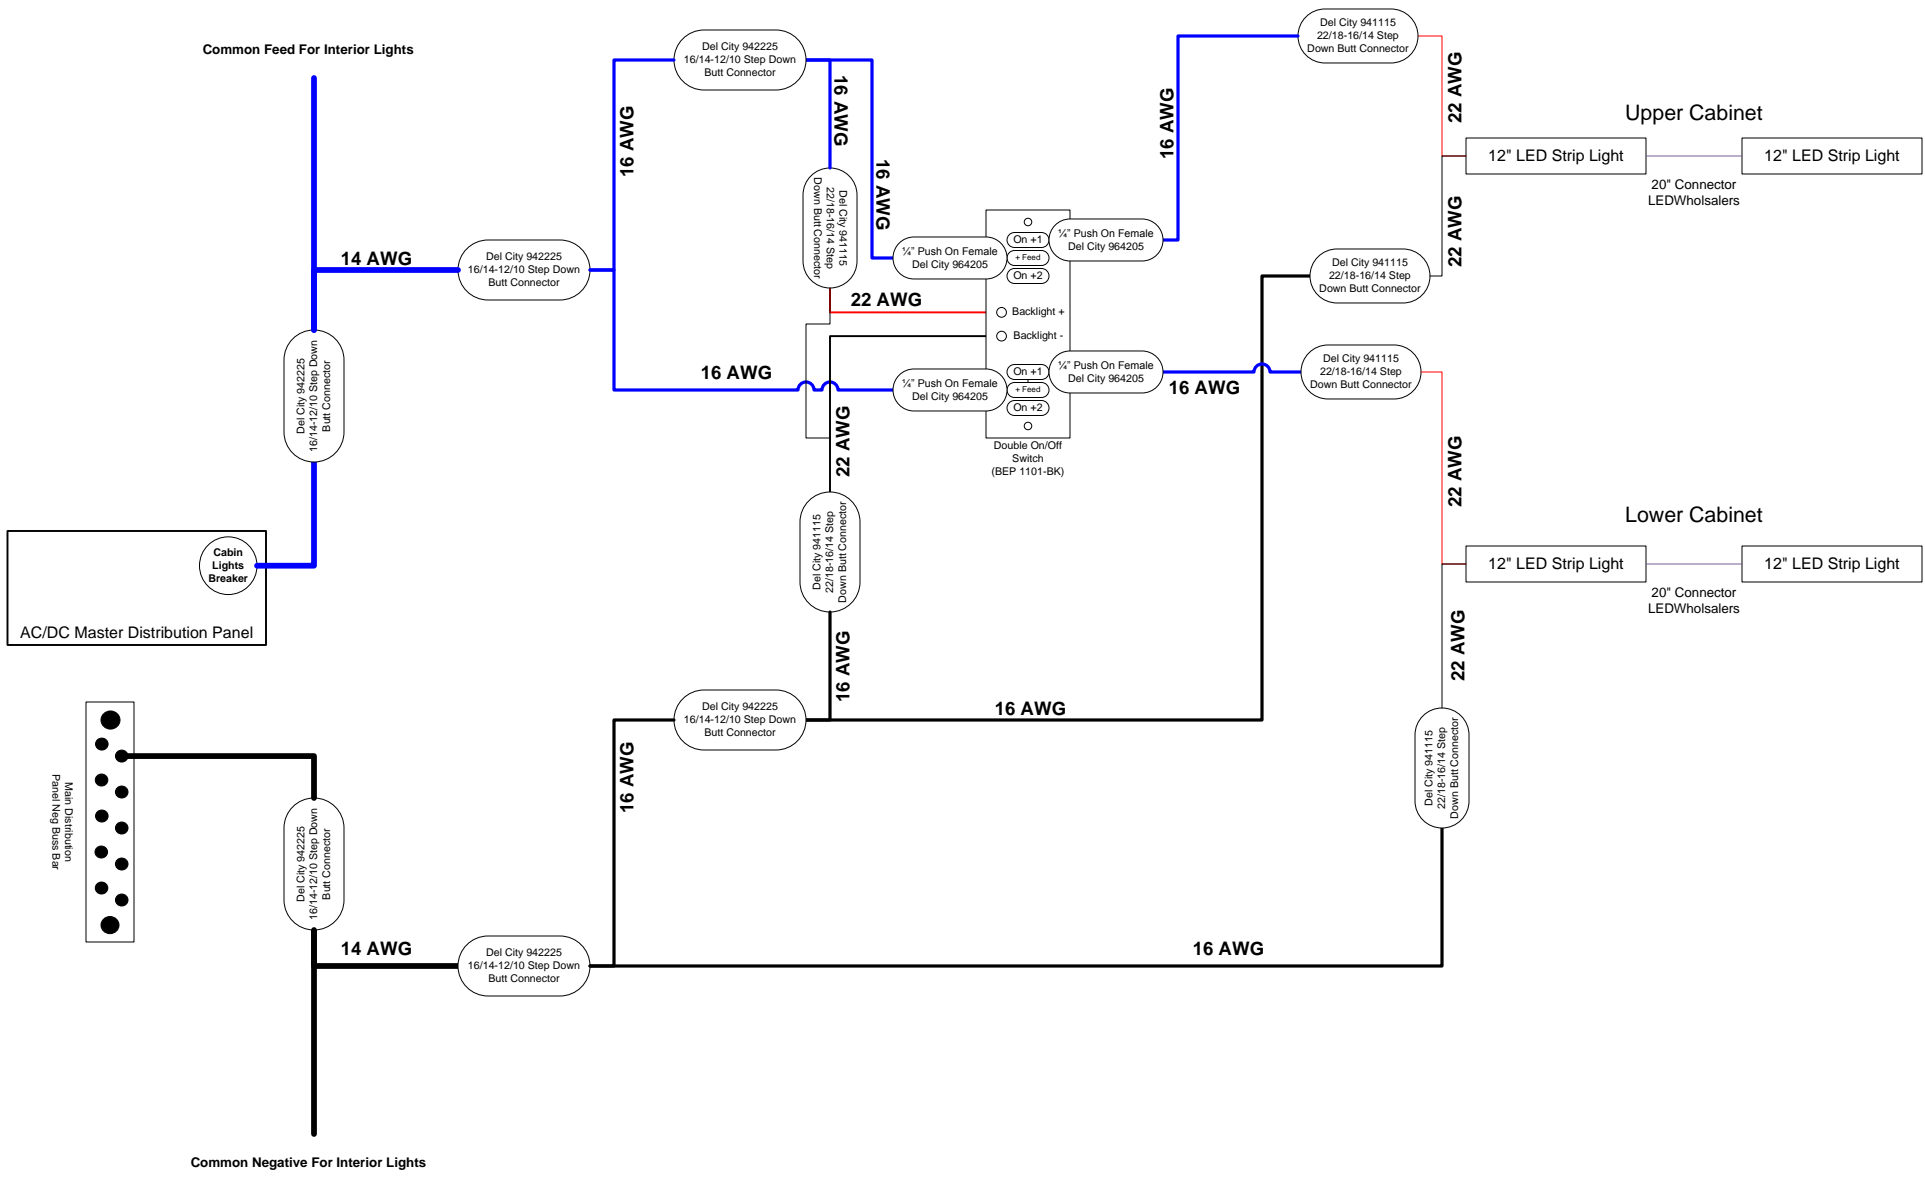 Common Feed For Interior Lights
Del City 942225
16/14-12/10 Step Down
Butt Connector
Del City 941115
22/18-16/14 Step
Down Butt Connector
16 AWG
16 AWG
16 AWG
16 AWG
22 AWG
Upper Cabinet
12" LED Strip Light
12" LED Strip Light
20" Connector
LEDWholsalers
22 AWG
Del City 941115
22/18-16/14 Step
Down Butt Connector
14 AWG
Del City 942225
16/14-12/10 Step Down
Butt Connector
¼" Push On Female
Del City 964205
On +1
+ Feed
On +2
¼" Push On Female
Del City 964205
Del City 941115
22/18-16/14 Step
Down Butt Connector
22 AWG
Backlight +
Backlight -
Del City 942225
16/14-12/10 Step Down
Butt Connector
16 AWG
¼" Push On Female
Del City 964205
On +1
+ Feed
On +2
¼" Push On Female
Del City 964205
16 AWG
Del City 941115
22/18-16/14 Step
Down Butt Connector
Double On/Off
Switch
(BEP 1101-BK)
22 AWG
22 AWG
Lower Cabinet
12" LED Strip Light
12" LED Strip Light
20" Connector
LEDWholsalers
Cabin
Lights
Breaker
AC/DC Master Distribution Panel
Del City 941115
22/18-16/14 Step
Down Butt Connector
16 AWG
22 AWG
Del City 942225
16/14-12/10 Step Down
Butt Connector
16 AWG
16 AWG
Del City 941115
22/18-16/14 Step
Down Butt Connector
Main Distribution
Panel Neg Buss Bar
Del City 942225
16/14-12/10 Step Down
Butt Connector
14 AWG
Del City 942225
16/14-12/10 Step Down
Butt Connector
16 AWG
Common Negative For Interior Lights